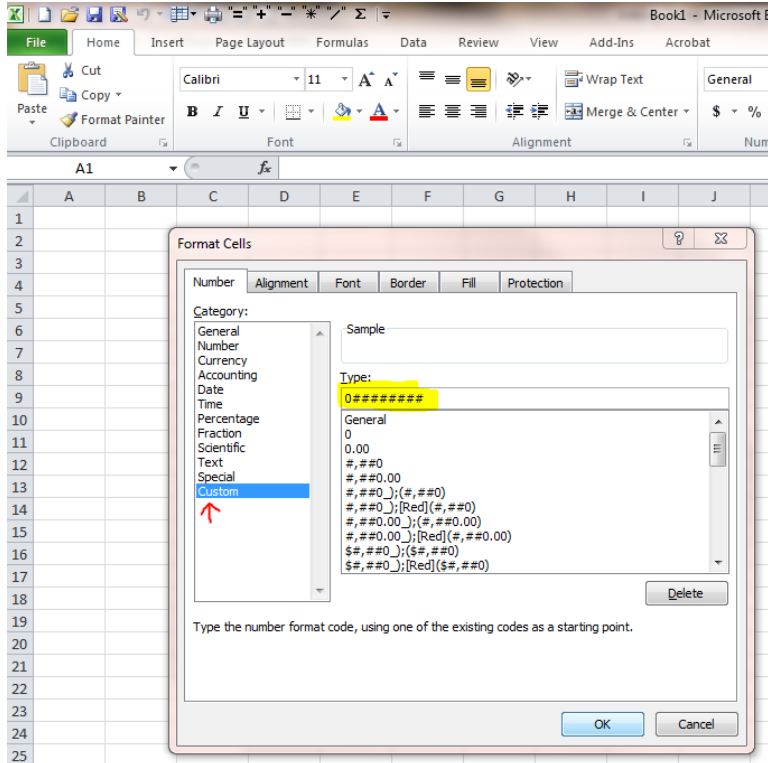 Book1 - Microsoft E
File Home Insert Page Layout Formulas Data Review View Add-Ins Acrobat
Cut
Copy
Format Painter
Paste
Calibri 11
B I U
A A
A
Wrap Text
Merge & Center
General
$ %
Clipboard Font Alignment Num
A1 fx
A B C D E F G H I J
1
2
3
4
5
6
7
8
9
10
11
12
13
14
15
16
17
18
19
20
21
22
23
24
25
Format Cells
Number Alignment Font Border Fill Protection
Category:
General
Number
Currency
Accounting
Date
Time
Percentage
Fraction
Scientific
Text
Special
Custom
Sample
Type:
0########
General
0
0.00
#,##0
#,##0.00
#,##0_);(#,##0)
#,##0_);[Red](#,##0)
#,##0.00_);(#,##0.00)
#,##0.00_);[Red](#,##0.00)
$#,##0_);($#,##0)
$#,##0_);[Red]($#,##0)
Delete
Type the number format code, using one of the existing codes as a starting point.
OK Cancel